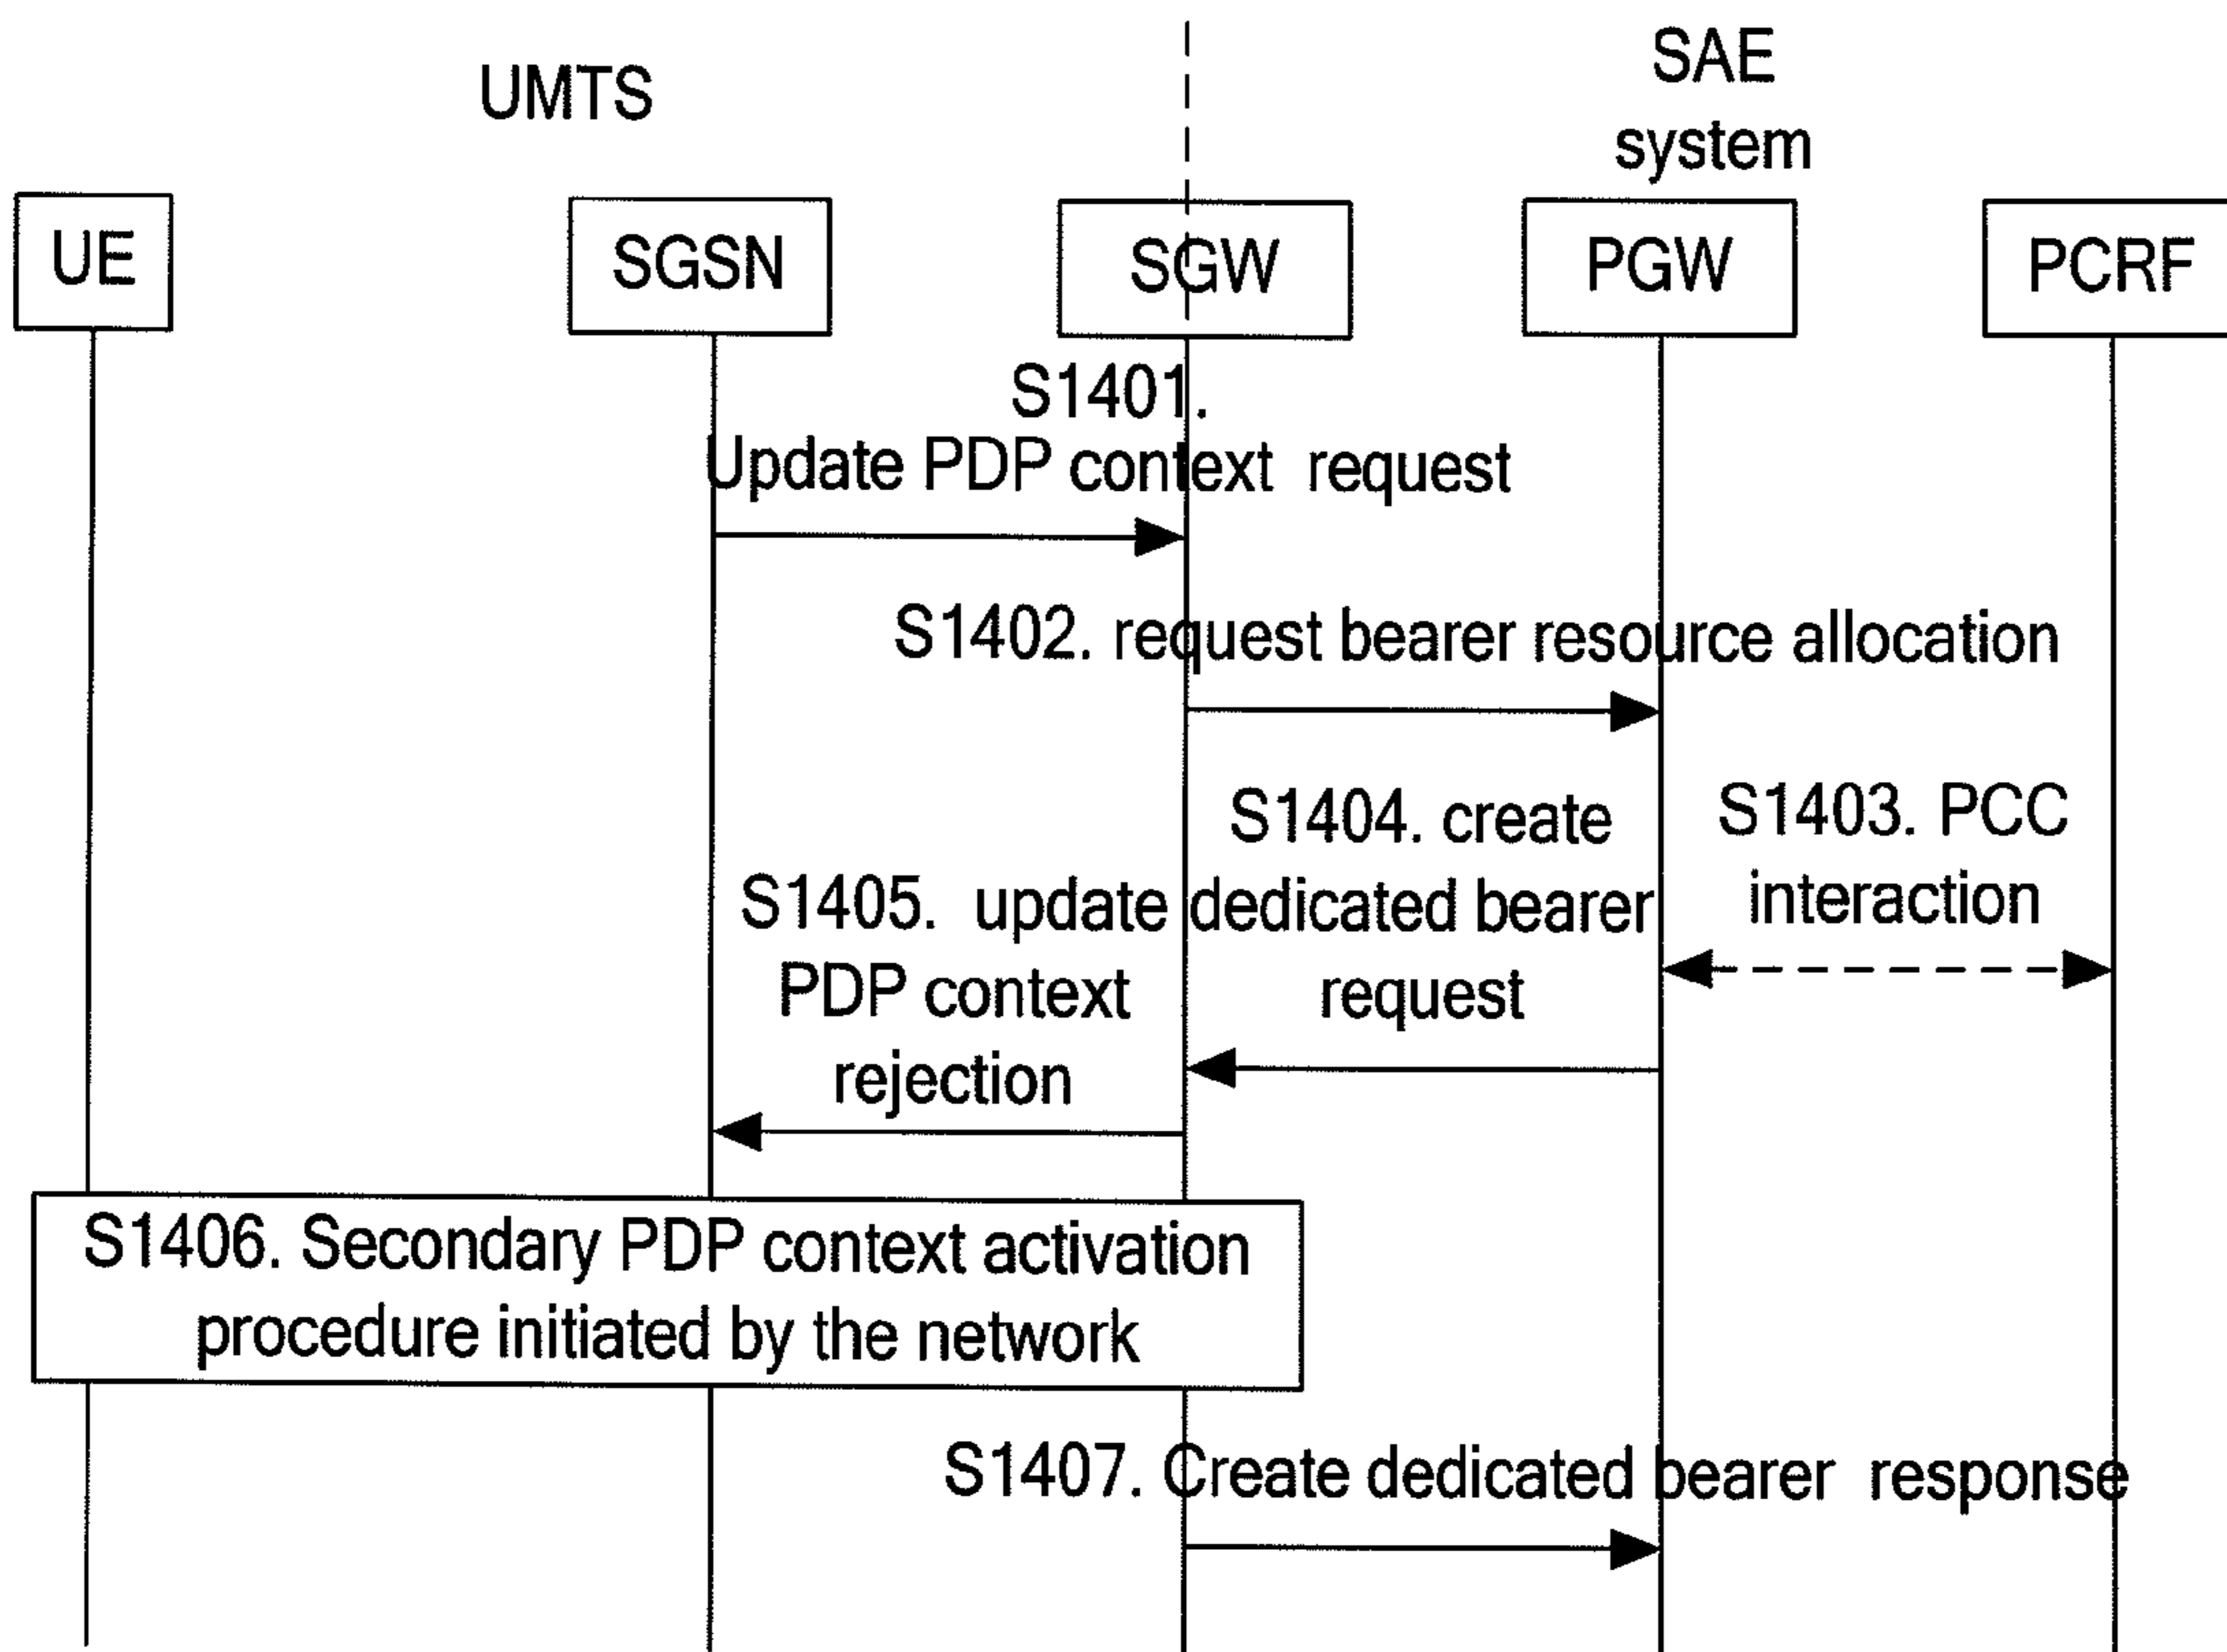 UMTS
SAE
system
UE
SGSN
SGW
PGW
PCRF
S1401.
Update PDP context request
S1402. request bearer resource allocation
S1404. create
dedicated bearer
request
S1403. PCC
interaction
S1405. update
PDP context
rejection
S1406. Secondary PDP context activation
procedure initiated by the network
S1407. Create dedicated bearer response